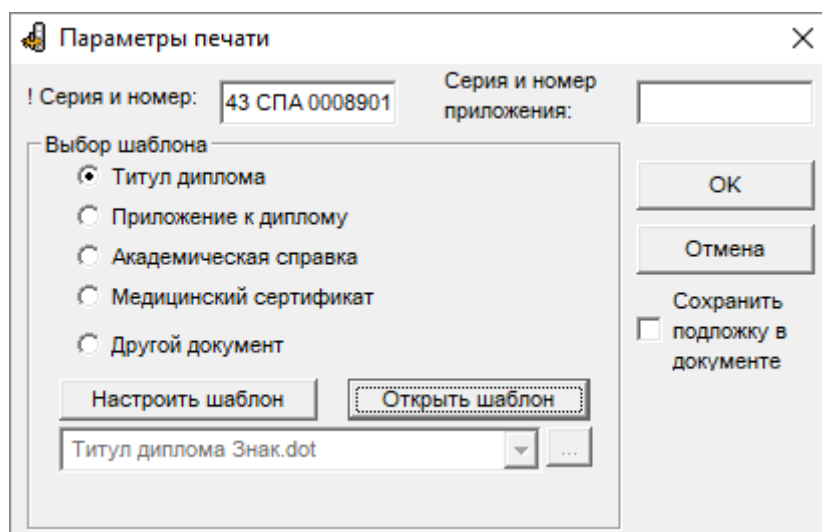 Параметры печати
! Серия и номер: 43 СПА 0008901
Серия и номер
приложения:
Выбор шаблона
Титул диплома
Приложение к диплому
Академическая справка
Медицинский сертификат
Другой документ
Настроить шаблон
Открыть шаблон
Титул диплома Знак.dot
...
OK
Отмена
Сохранить
подложку в
документе